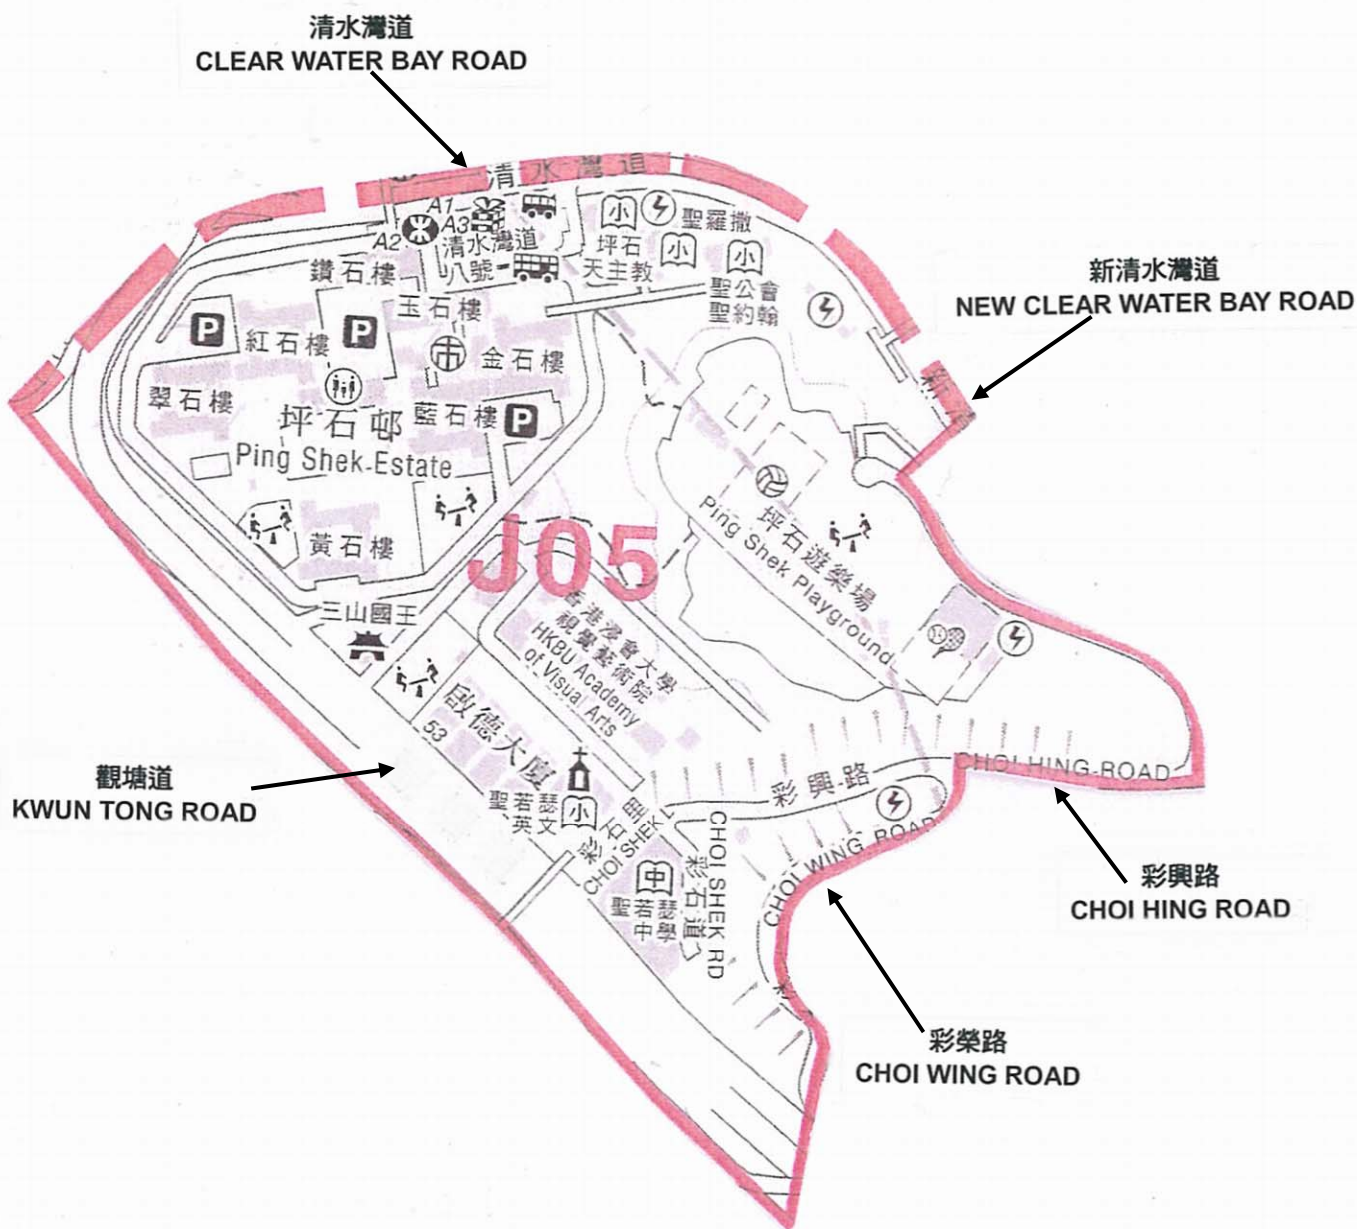 清水灣道
CLEAR WATER BAY ROAD
清水灣道
A1
A3
A2
清水灣道
八號
小
聖羅撒
坪石
天主教
小
小
聖公會
聖約翰
新清水灣道
NEW CLEAR WATER BAY ROAD
新
鑽石樓
玉石樓
P
紅石樓
P
市
金石樓
翠石樓
坪石邨
藍石樓
P
Ping Shek Estate
黃石樓
J05
坪石遊樂場
Ping Shek Playground
三山國王
香港浸會大學
視覺藝術院
HKBU Academy
of Visual Arts
啟德大廈
53
觀塘道
KWUN TONG ROAD
聖若瑟
英文
小
彩石里
CHOI SHEK L
彩興路
CHOI HING ROAD
CHOI WING ROAD
中
聖若瑟
中學
彩石道
CHOI SHEK RD
彩
彩興路
CHOI HING ROAD
彩榮路
CHOI WING ROAD